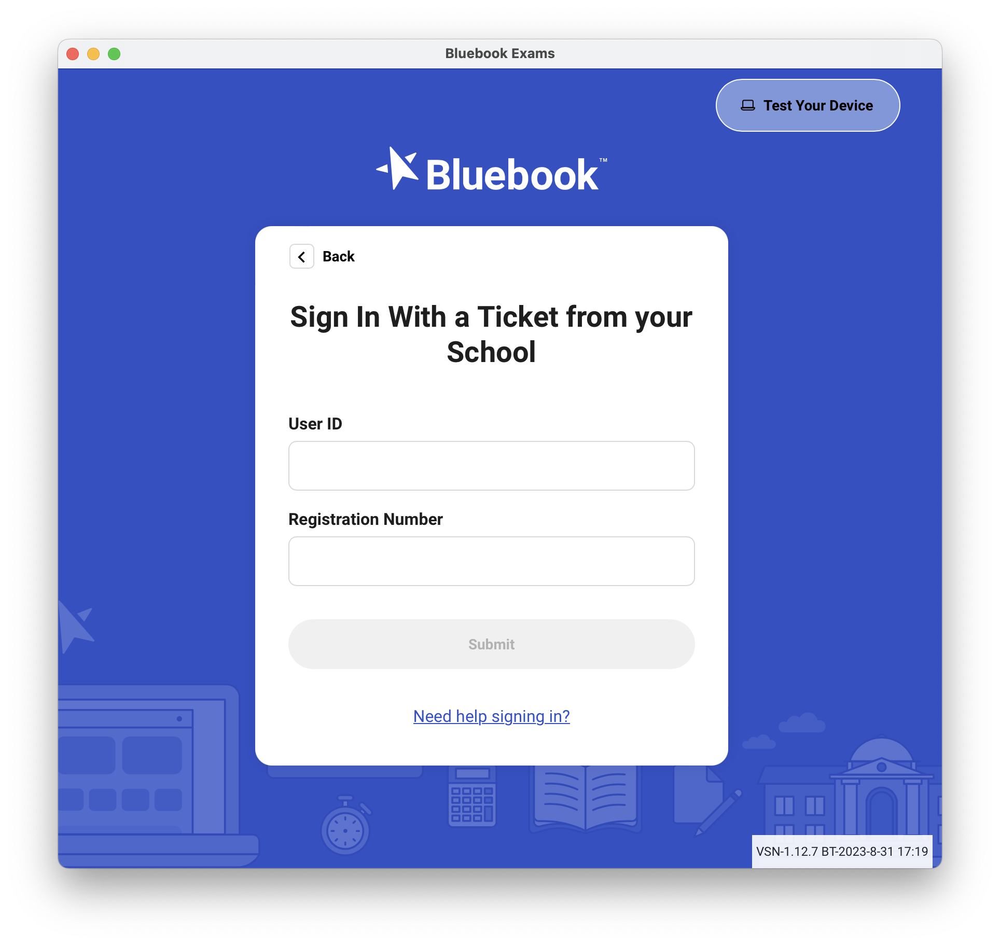 Bluebook Exams
Test Your Device
Bluebook™
Back
Sign In With a Ticket from your
School
User ID
Registration Number
Submit
Need help signing in?
VSN-1.12.7 BT-2023-8-31 17:19